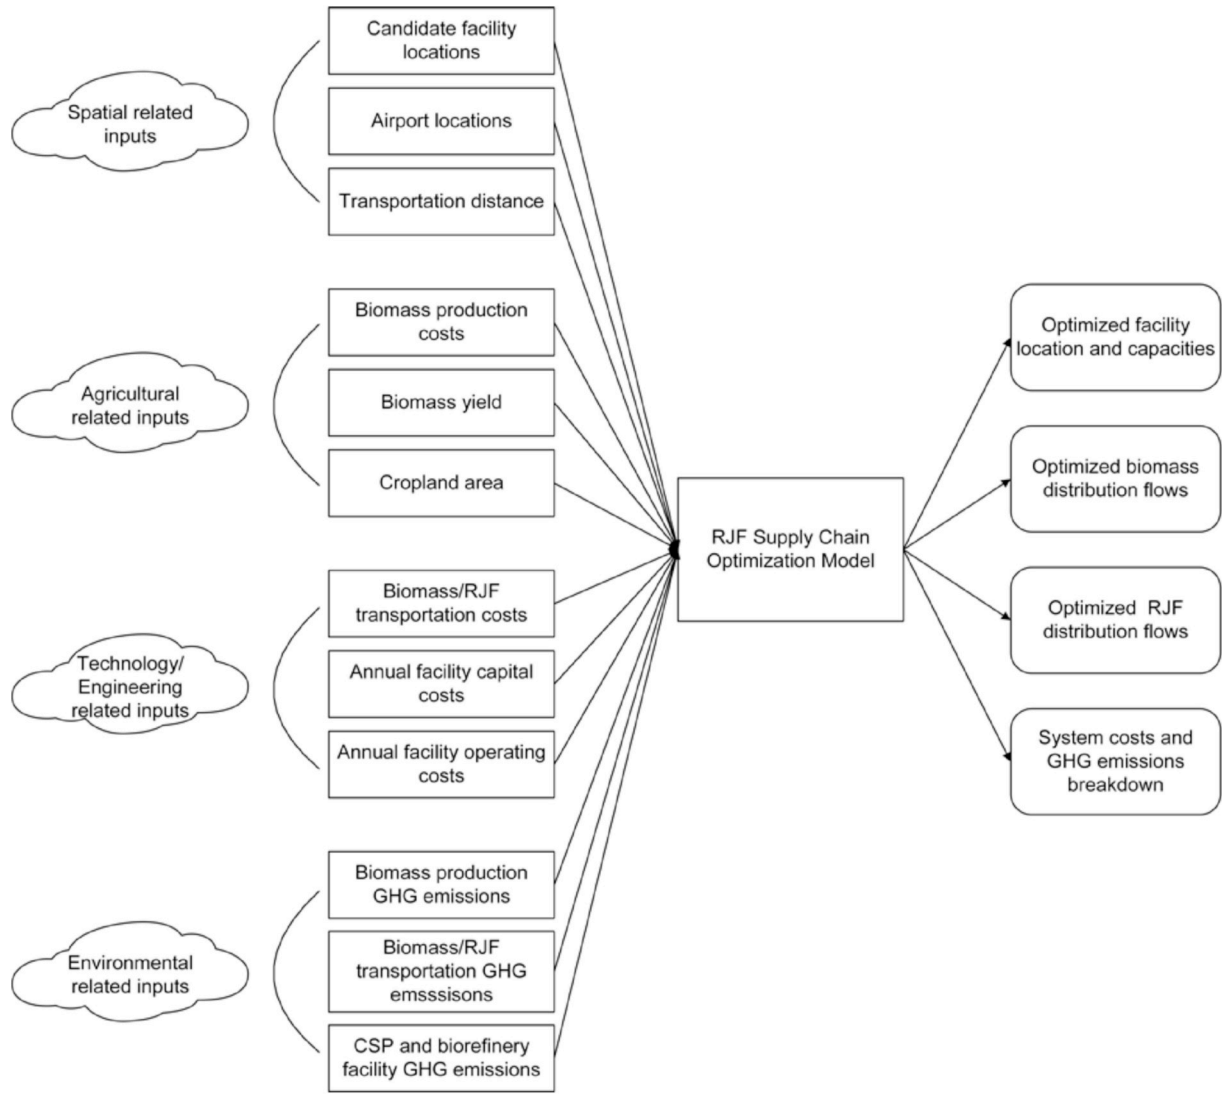 Spatial related
inputs
Candidate facility
locations
Airport locations
Transportation distance
Agricultural
related inputs
Biomass production
costs
Biomass yield
Cropland area
Technology/
Engineering
related inputs
Biomass/RJF
transportation costs
Annual facility capital
costs
Annual facility operating
costs
Environmental
related inputs
Biomass production
GHG emissions
Biomass/RJF
transportation GHG
emsssisons
CSP and biorefinery
facility GHG emissions
RJF Supply Chain
Optimization Model
Optimized facility
location and capacities
Optimized biomass
distribution flows
Optimized RJF
distribution flows
System costs and
GHG emissions
breakdown